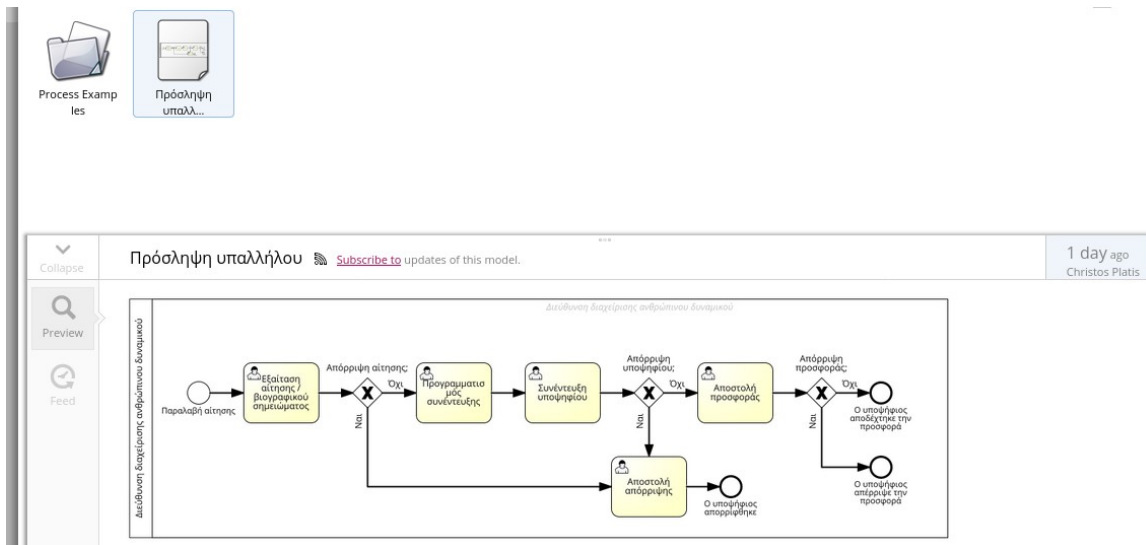 Process Examp
les
Πρόσληψη
υπαλλ...
Collapse
Πρόσληψη υπαλλήλου
Subscribe to updates of this model.
1 day ago
Christos Platis
Preview
Feed
Διεύθυνση διαχείρισης ανθρώπινου δυναμικού
Διεύθυνση διαχείρισης ανθρώπινου δυναμικού
Παραλαβή αίτησης
Εξαίταση
αίτησης /
βιογραφικού
σημειώματος
Απόρριψη αίτησης;
Όχι
Ναι
Προγραμματισ
μός
συνέντευξης
Συνέντευξη
υποψηφίου
Απόρριψη
υποψηφίου;
Όχι
Ναι
Αποστολή
προσφοράς
Απόρριψη
προσφοράς;
Όχι
Ναι
Ο υποψήφιος
αποδέχτηκε την
προσφορά
Αποστολή
απόρριψης
Ο υποψήφιος
απορρίφθηκε
Ο υποψήφιος
απέρριψε την
προσφορά